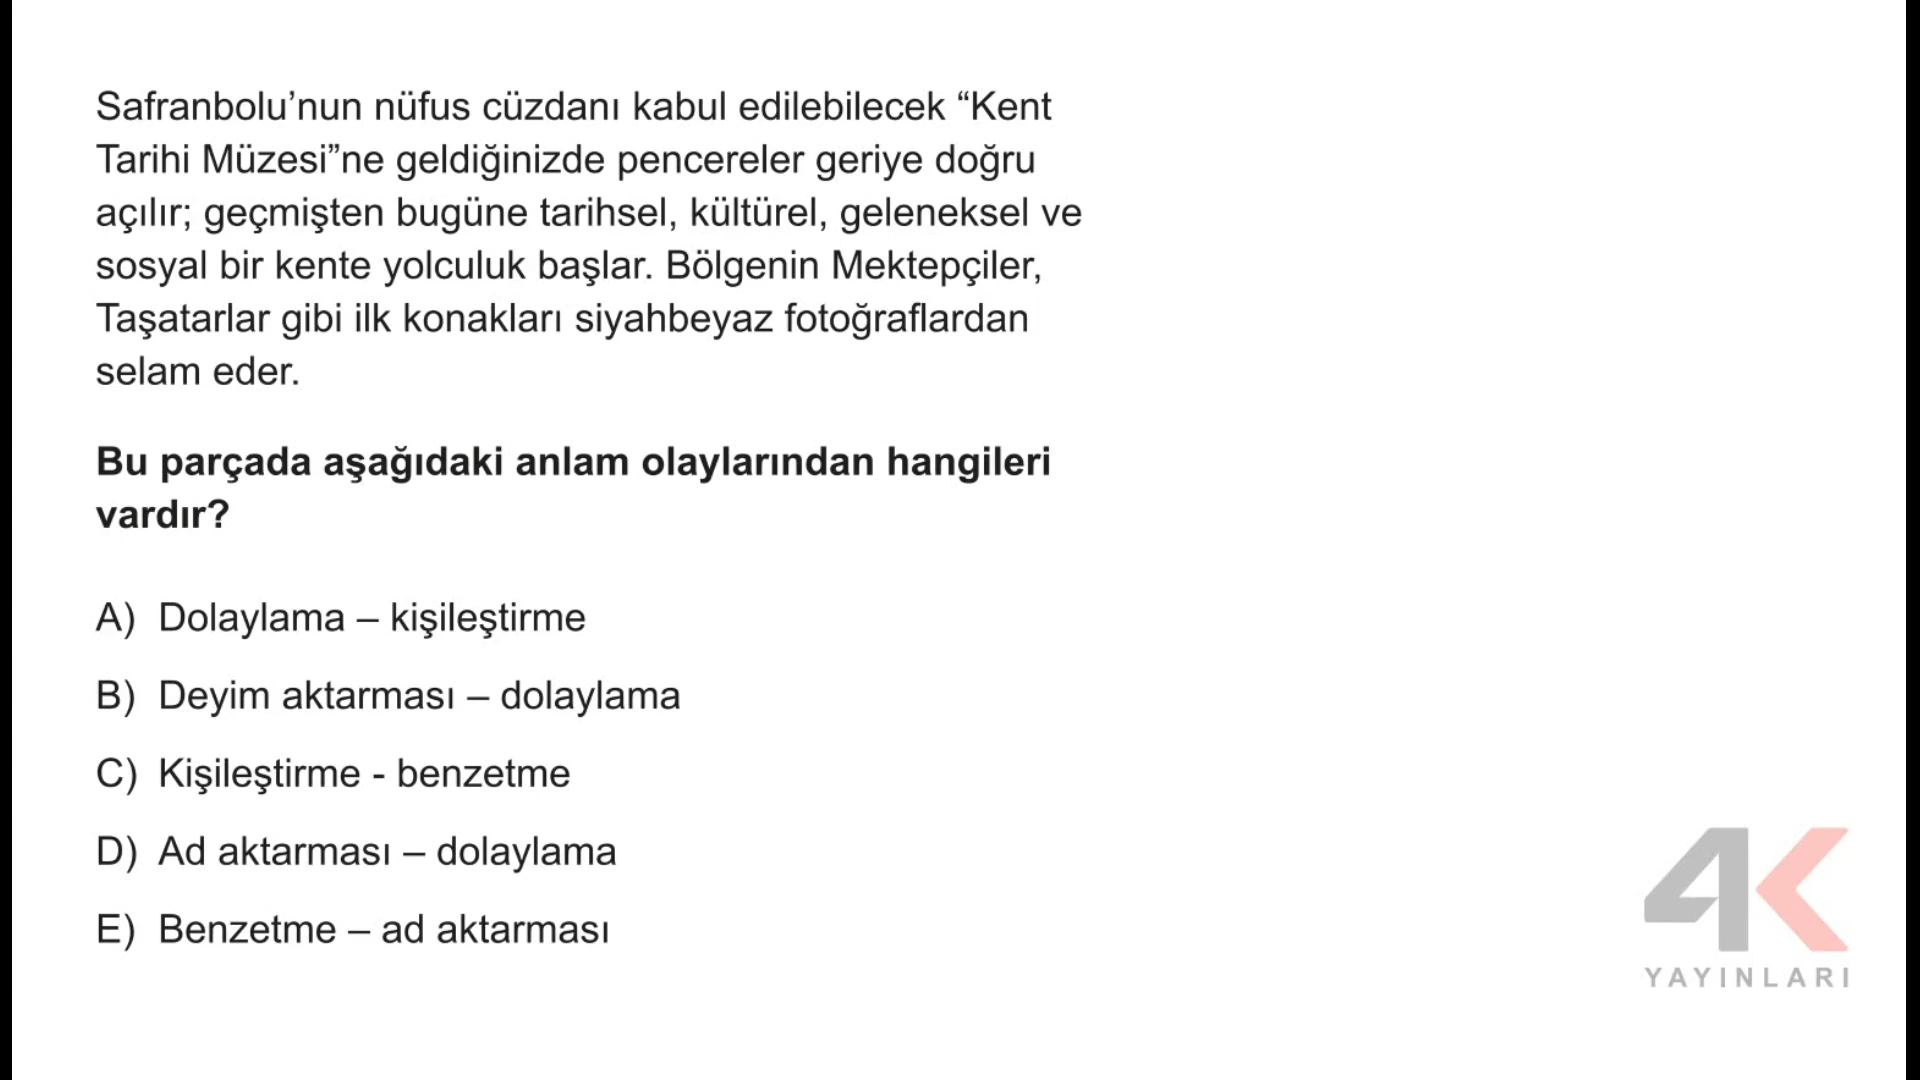 Safranbolu’nun nüfus cüzdanı kabul edilebilecek “Kent
Tarihi Müzesi”ne geldiğinizde pencereler geriye doğru
açılır; geçmişten bugüne tarihsel, kültürel, geleneksel ve
sosyal bir kente yolculuk başlar. Bölgenin Mektepçiler,
Taşatarlar gibi ilk konakları siyahbeyaz fotoğraflardan
selam eder.
Bu parçada aşağıdaki anlam olaylarından hangileri
vardır?
A) Dolaylama – kişileştirme
B) Deyim aktarması – dolaylama
C) Kişileştirme - benzetme
D) Ad aktarması – dolaylama
E) Benzetme – ad aktarması
4K
YAYINLARI